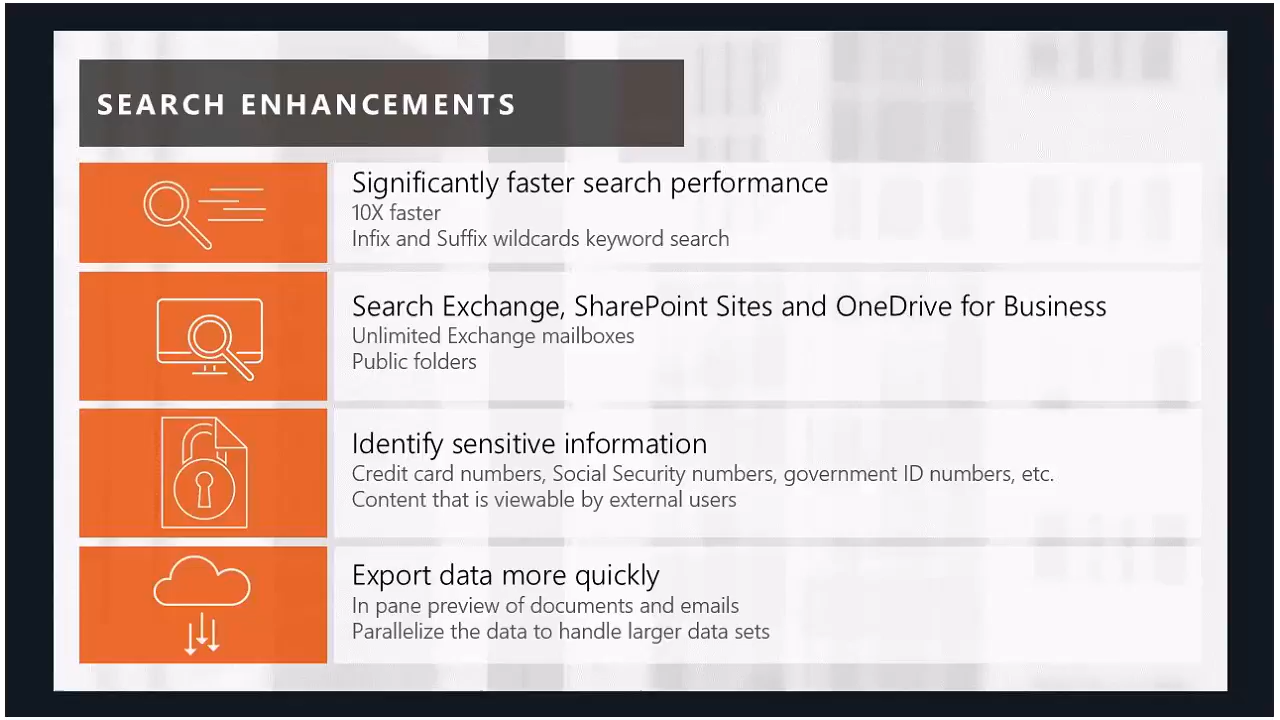 SEARCH ENHANCEMENTS
Significantly faster search performance
10X faster
Infix and Suffix wildcards keyword search
Search Exchange, SharePoint Sites and OneDrive for Business
Unlimited Exchange mailboxes
Public folders
Identify sensitive information
Credit card numbers, Social Security numbers, government ID numbers, etc.
Content that is viewable by external users
Export data more quickly
In pane preview of documents and emails
Parallelize the data to handle larger data sets